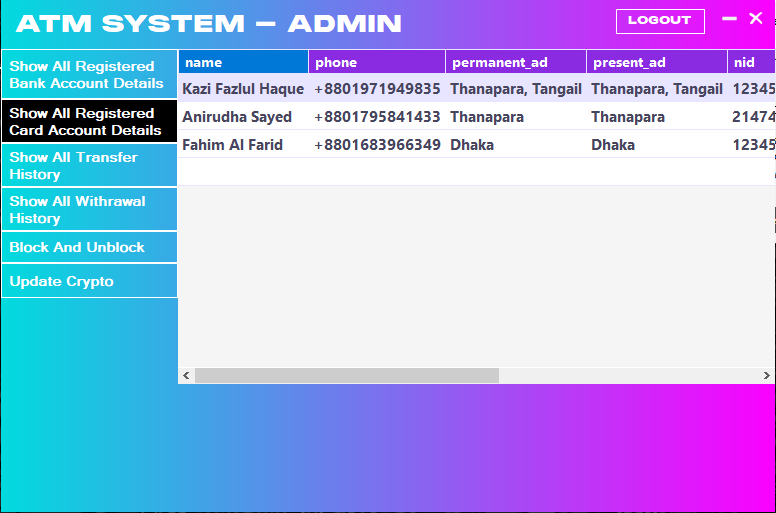 ATM SYSTEM – ADMIN
LOGOUT
Show All Registered
Bank Account Details
Show All Registered
Card Account Details
Show All Transfer
History
Show All Withrawal
History
Block And Unblock
Update Crypto
name phone permanent_ad present_ad nid
Kazi Fazlul Haque +8801971949835 Thanapara, Tangail Thanapara, Tangail 12345
Anirudha Sayed +8801795841433 Thanapara Thanapara 21474
Fahim Al Farid +8801683966349 Dhaka Dhaka 12345